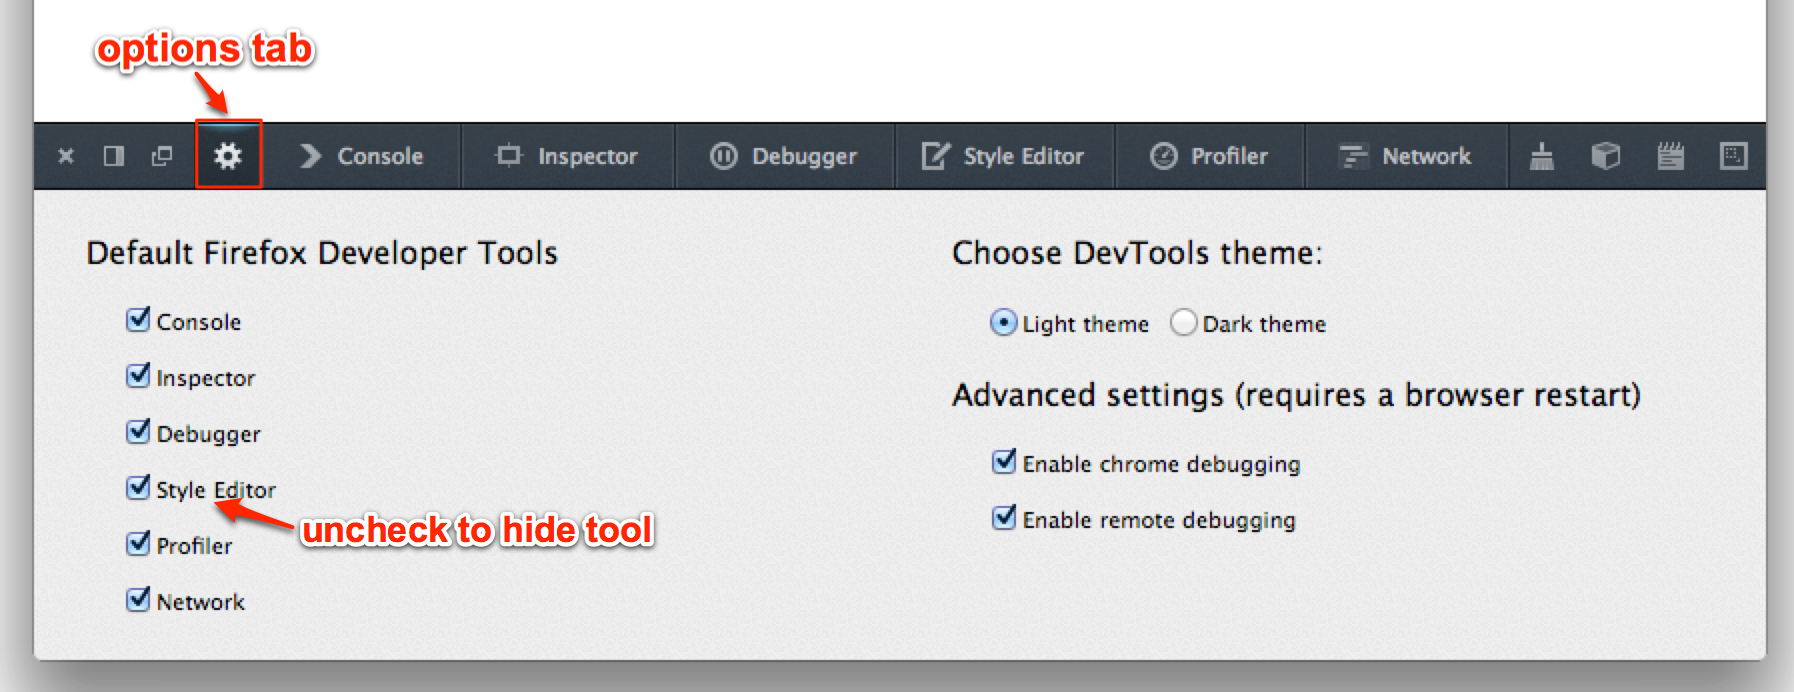 options tab
Console
Inspector
Debugger
Style Editor
Profiler
Network
Default Firefox Developer Tools
Console
Inspector
Debugger
Style Editor
uncheck to hide tool
Profiler
Network
Choose DevTools theme:
Light theme
Dark theme
Advanced settings (requires a browser restart)
Enable chrome debugging
Enable remote debugging